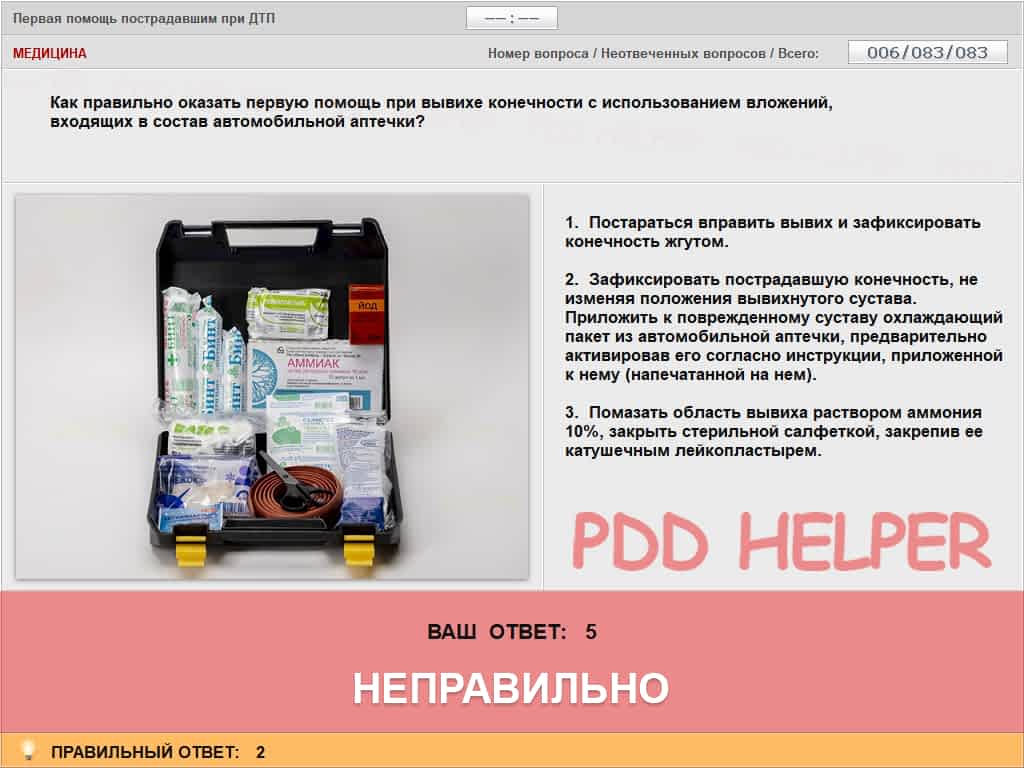 Первая помощь пострадавшим при ДТП
–– : ––
МЕДИЦИНА
Номер вопроса / Неотвеченных вопросов / Всего:
006/083/083
Как правильно оказать первую помощь при вывихе конечности с использованием вложений,
входящих в состав автомобильной аптечки?
ЙОД
БИНТ
БИНТ
БИНТ
АММИАК
1. Постараться вправить вывих и зафиксировать
конечность жгутом.
2. Зафиксировать пострадавшую конечность, не
изменяя положения вывихнутого сустава.
Приложить к поврежденному суставу охлаждающий
пакет из автомобильной аптечки, предварительно
активировав его согласно инструкции, приложенной
к нему (напечатанной на нем).
3. Помазать область вывиха раствором аммония
10%, закрыть стерильной салфеткой, закрепив ее
катушечным лейкопластырем.
PDD HELPER
ВАШ ОТВЕТ: 5
НЕПРАВИЛЬНО
ПРАВИЛЬНЫЙ ОТВЕТ: 2